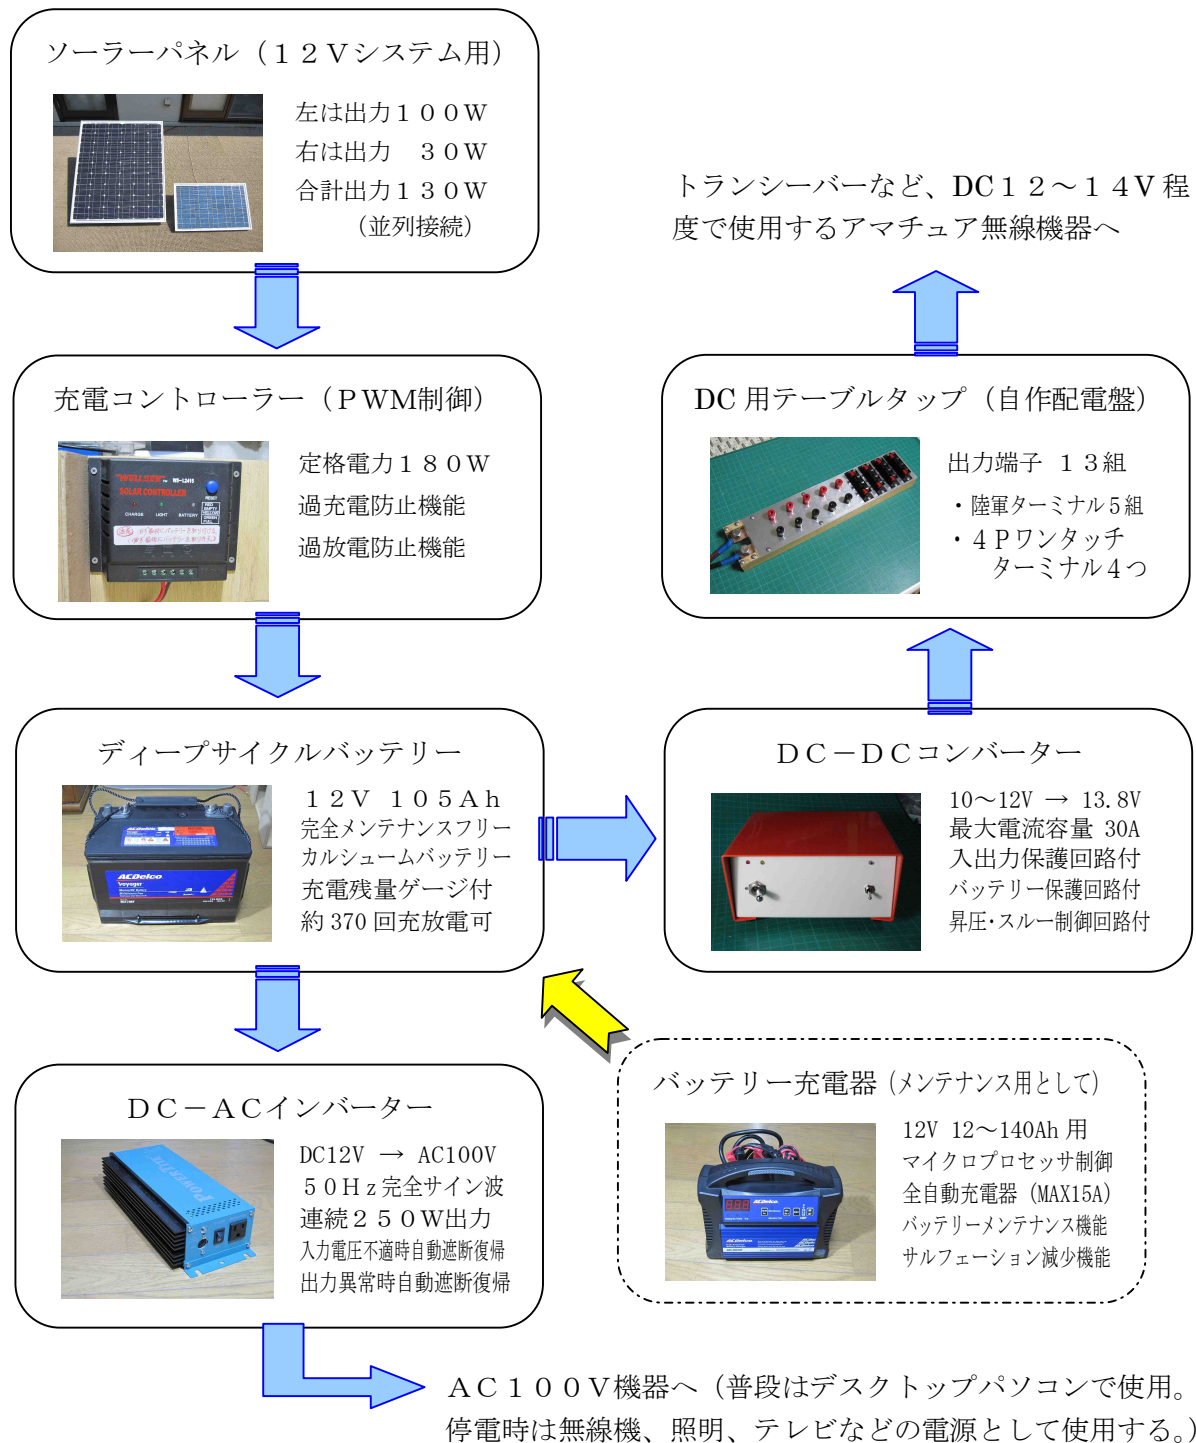 ソーラーパネル（１２Ｖシステム用）
左は出力１００Ｗ
右は出力　３０Ｗ
合計出力１３０Ｗ
（並列接続）
充電コントローラー（ＰＷＭ制御）
SOLAR CONTROLLER
WS-L2415
RESET
CHARGE LIGHT BATTERY
定格電力１８０Ｗ
過充電防止機能
過放電防止機能
ディープサイクルバッテリー
ACDelco
Voyager
１２Ｖ １０５Ａｈ
完全メンテナンスフリー
カルシュームバッテリー
充電残量ゲージ付
約 370 回充放電可
ＤＣ－ＡＣインバーター
POWERTITE
DC12V → AC100V
５０Ｈｚ完全サイン波
連続２５０Ｗ出力
入力電圧不適時自動遮断復帰
出力異常時自動遮断復帰
トランシーバーなど、DC１２～１４V 程
度で使用するアマチュア無線機器へ
DC 用テーブルタップ（自作配電盤）
出力端子 １３組
・陸軍ターミナル５組
・４Ｐワンタッチ
ターミナル４つ
ＤＣ－ＤＣコンバーター
10～12V → 13.8V
最大電流容量 30A
入出力保護回路付
バッテリー保護回路付
昇圧・スルー制御回路付
バッテリー充電器（メンテナンス用として）
ACDelco
12V 12～140Ah 用
マイクロプロセッサ制御
全自動充電器（MAX15A）
バッテリーメンテナンス機能
サルフェーション減少機能
ＡＣ１００Ｖ機器へ（普段はデスクトップパソコンで使用。
停電時は無線機、照明、テレビなどの電源として使用する。）